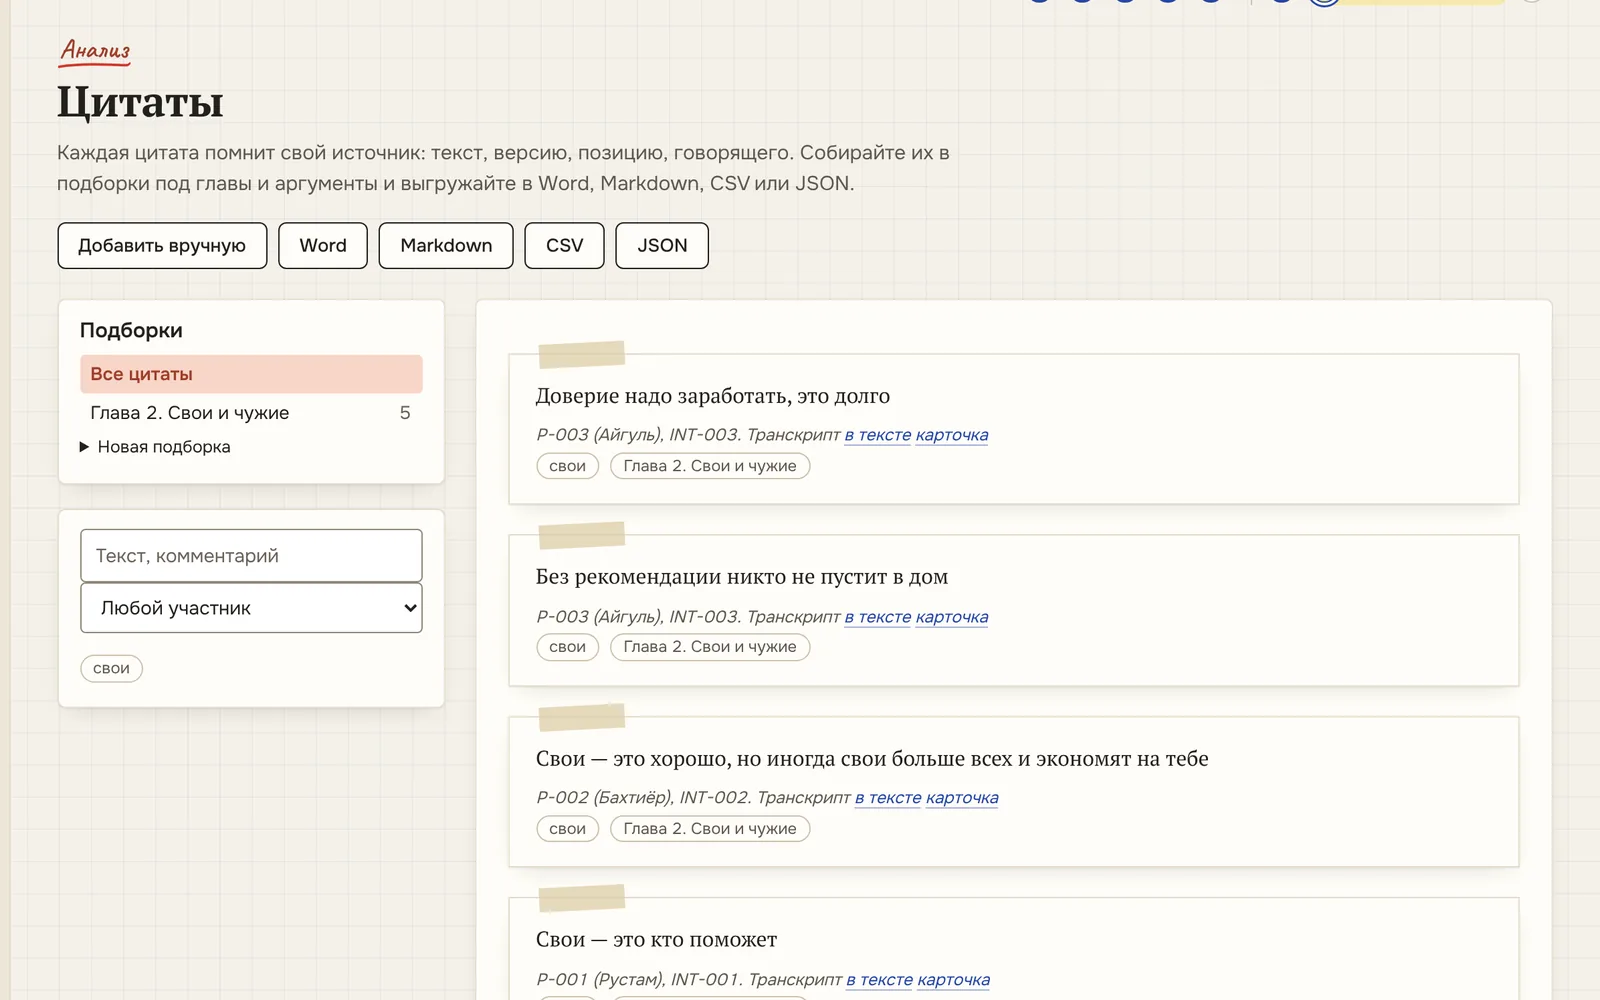 Анализ
Цитаты
Каждая цитата помнит свой источник: текст, версию, позицию, говорящего. Собирайте их в
подборки под главы и аргументы и выгружайте в Word, Markdown, CSV или JSON.
Добавить вручную
Word
Markdown
CSV
JSON
Подборки
Все цитаты
Глава 2. Свои и чужие 5
Новая подборка
Текст, комментарий
Любой участник
свои
Доверие надо заработать, это долго
P-003 (Айгуль), INT-003. Транскрипт в тексте карточка
свои Глава 2. Свои и чужие
Без рекомендации никто не пустит в дом
P-003 (Айгуль), INT-003. Транскрипт в тексте карточка
свои Глава 2. Свои и чужие
Свои — это хорошо, но иногда свои больше всех и экономят на тебе
P-002 (Бахтиёр), INT-002. Транскрипт в тексте карточка
свои Глава 2. Свои и чужие
Свои — это кто поможет
P-001 (Рустам), INT-001. Транскрипт в тексте карточка